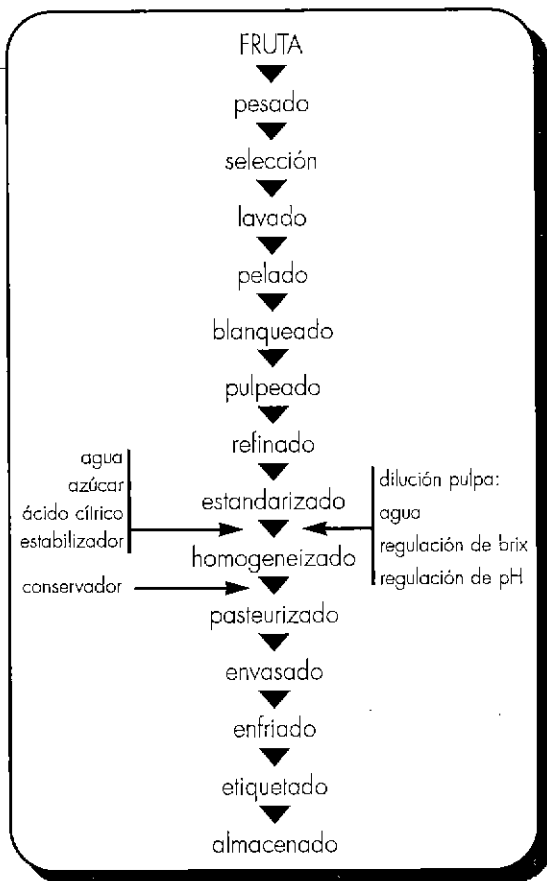 FRUTA
pesado
selección
lavado
pelado
blanqueado
pulpeado
refinado
agua
azúcar
ácido cílrico
estabilizador
estandarizado
dilución pulpa:
agua
regulación de brix
regulación de pH
homogeneizado
conservador
pasteurizado
envasado
enfriado
etiquetado
almacenado